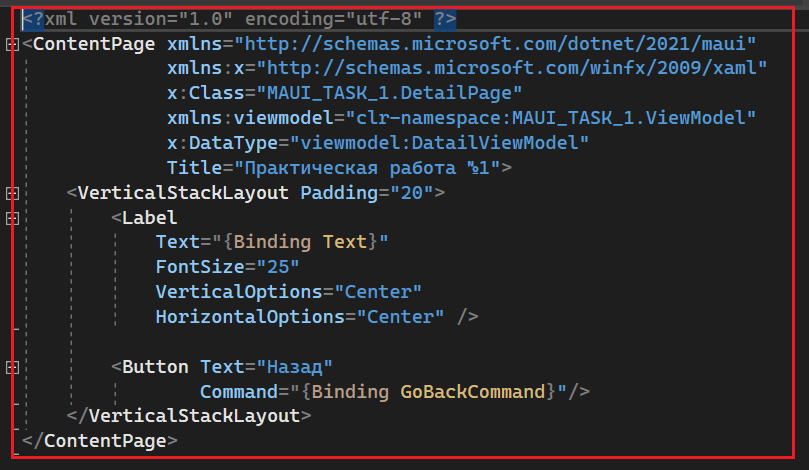 <?xml version="1.0" encoding="utf-8" ?>
<ContentPage xmlns="http://schemas.microsoft.com/dotnet/2021/maui"
             xmlns:x="http://schemas.microsoft.com/winfx/2009/xaml"
             x:Class="MAUI_TASK_1.DetailPage"
             xmlns:viewmodel="clr-namespace:MAUI_TASK_1.ViewModel"
             x:DataType="viewmodel:DatailViewModel"
             Title="Практическая работа №1">
    <VerticalStackLayout Padding="20">
        <Label
            Text="{Binding Text}"
            FontSize="25"
            VerticalOptions="Center"
            HorizontalOptions="Center" />
        <Button Text="Назад"
                Command="{Binding GoBackCommand}"/>
    </VerticalStackLayout>
</ContentPage>